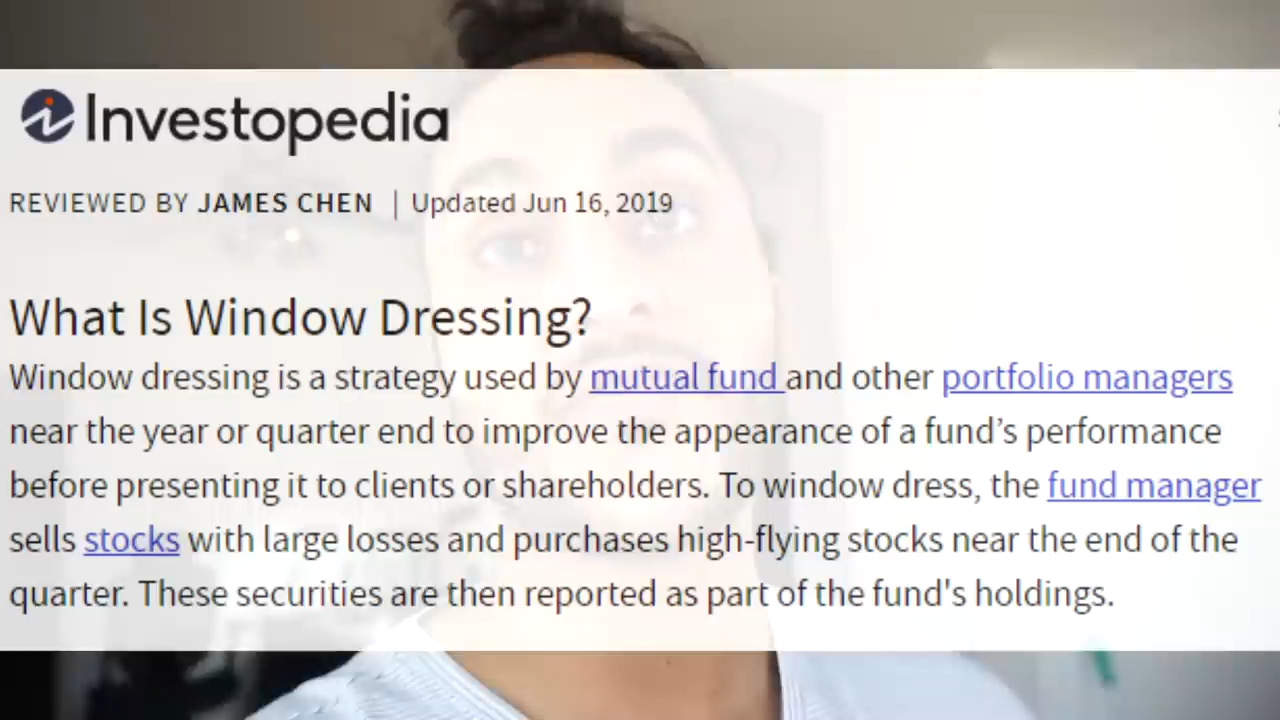 Investopedia
REVIEWED BY JAMES CHEN | Updated Jun 16, 2019
What Is Window Dressing?
Window dressing is a strategy used by mutual fund and other portfolio managers
near the year or quarter end to improve the appearance of a fund’s performance
before presenting it to clients or shareholders. To window dress, the fund manager
sells stocks with large losses and purchases high-flying stocks near the end of the
quarter. These securities are then reported as part of the fund's holdings.